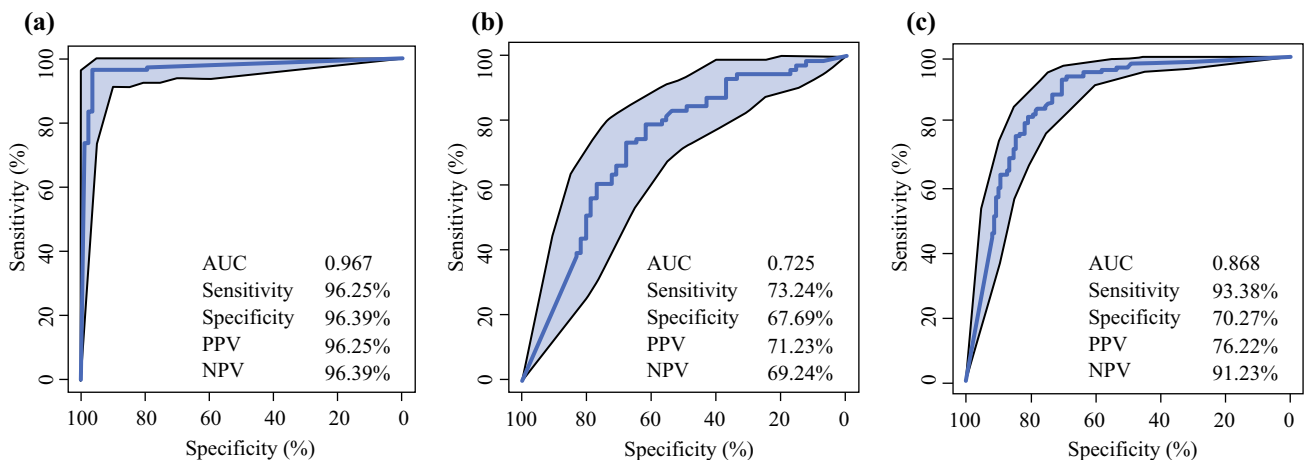 (a)
100
80
60
40
20
0
Sensitivity (%)
AUC 0.967
Sensitivity 96.25%
Specificity 96.39%
PPV 96.25%
NPV 96.39%
100 80 60 40 20 0
Specificity (%)
(b)
100
80
60
40
20
0
Sensitivity (%)
AUC 0.725
Sensitivity 73.24%
Specificity 67.69%
PPV 71.23%
NPV 69.24%
100 80 60 40 20 0
Specificity (%)
(c)
100
80
60
40
20
0
Sensitivity (%)
AUC 0.868
Sensitivity 93.38%
Specificity 70.27%
PPV 76.22%
NPV 91.23%
100 80 60 40 20 0
Specificity (%)